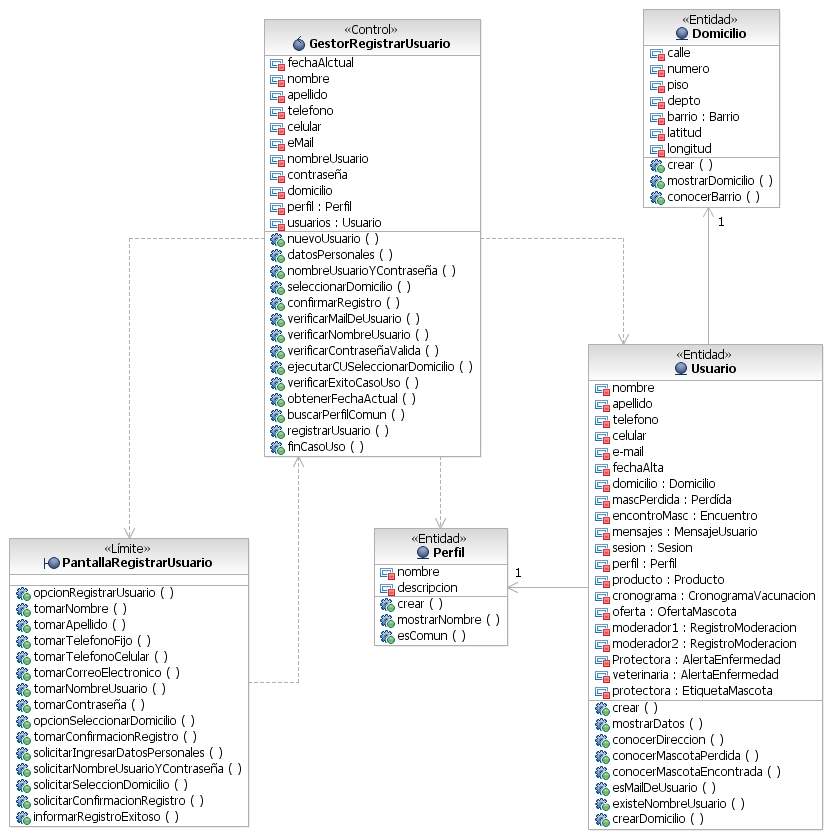 «Control»
GestorRegistrarUsuario
fechaAlctual
nombre
apellido
telefono
celular
eMail
nombreUsuario
contraseña
domicilio
perfil : Perfil
usuarios : Usuario
nuevoUsuario ( )
datosPersonales ( )
nombreUsuarioYContraseña ( )
seleccionarDomicilio ( )
confirmarRegistro ( )
verificarMailDeUsuario ( )
verificarNombreUsuario ( )
verificarContraseñaValida ( )
ejecutarCUSeleccionarDomicilio ( )
verificarExitoCasoUso ( )
obtenerFechaActual ( )
buscarPerfilComun ( )
registrarUsuario ( )
finCasoUso ( )
«Entidad»
Domicilio
calle
numero
piso
depto
barrio : Barrio
latitud
longitud
crear ( )
mostrarDomicilio ( )
conocerBarrio ( )
1
«Entidad»
Usuario
nombre
apellido
telefono
celular
e-mail
fechaAlta
domicilio : Domicilio
mascPerdida : Perdída
encontroMasc : Encuentro
mensajes : MensajeUsuario
sesion : Sesion
perfil : Perfil
producto : Producto
cronograma : CronogramaVacunacion
oferta : OfertaMascota
moderador1 : RegistroModeracion
moderador2 : RegistroModeracion
Protectora : AlertaEnfermedad
veterinaria : AlertaEnfermedad
protectora : EtiquetaMascota
crear ( )
mostrarDatos ( )
conocerDireccion ( )
conocerMascotaPerdida ( )
conocerMascotaEncontrada ( )
esMailDeUsuario ( )
existeNombreUsuario ( )
crearDomicilio ( )
«Límite»
PantallaRegistrarUsuario
opcionRegistrarUsuario ( )
tomarNombre ( )
tomarApellido ( )
tomarTelefonoFijo ( )
tomarTelefonoCelular ( )
tomarCorreoElectronico ( )
tomarNombreUsuario ( )
tomarContraseña ( )
opcionSeleccionarDomicilio ( )
tomarConfirmacionRegistro ( )
solicitarIngresarDatosPersonales ( )
solicitarNombreUsuarioYContraseña ( )
solicitarSeleccionDomicilio ( )
solicitarConfirmacionRegistro ( )
informarRegistroExitoso ( )
«Entidad»
Perfil
nombre
descripcion
crear ( )
mostrarNombre ( )
esComun ( )
1